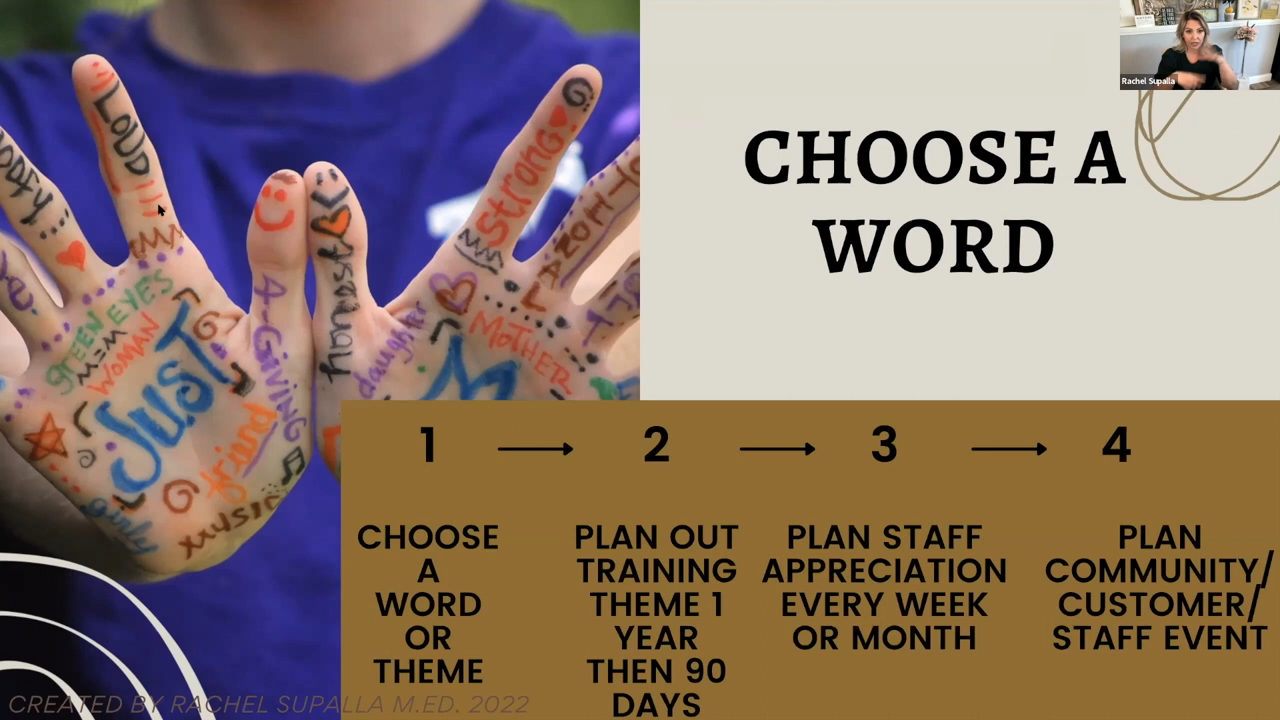 Rachel Supalla
CHOOSE A
WORD
LOUD !!!
Strong
honest
A-GIVING
GREEN EYES
WOMAN
JUST
friend
MUSIC
girly
daughter
MOTHER
1
2
3
4
CHOOSE
A
WORD
OR
THEME
PLAN OUT
TRAINING
THEME 1
YEAR
THEN 90
DAYS
PLAN STAFF
APPRECIATION
EVERY WEEK
OR MONTH
PLAN
COMMUNITY/
CUSTOMER/
STAFF EVENT
CREATED BY RACHEL SUPALLA M.ED. 2022